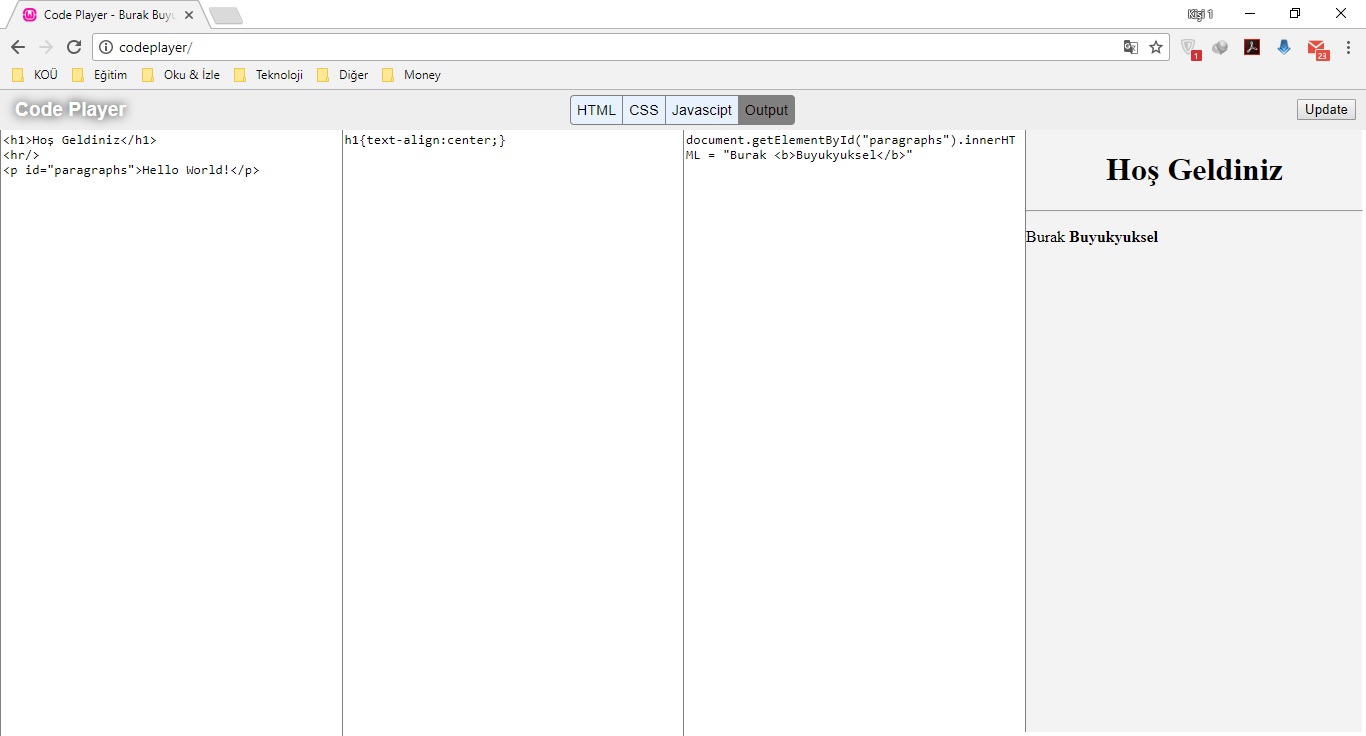 Code Player - Burak Buyu
Kişi 1
codeplayer/
1
23
KOÜ Eğitim Oku & İzle Teknoloji Diğer Money
Code Player
HTML CSS Javascipt Output
Update
<h1>Hoş Geldiniz</h1>
<hr/>
<p id="paragraphs">Hello World!</p>
h1{text-align:center;}
document.getElementById("paragraphs").innerHT
ML = "Burak <b>Buyukyuksel</b>"
Hoş Geldiniz
Burak Buyukyuksel